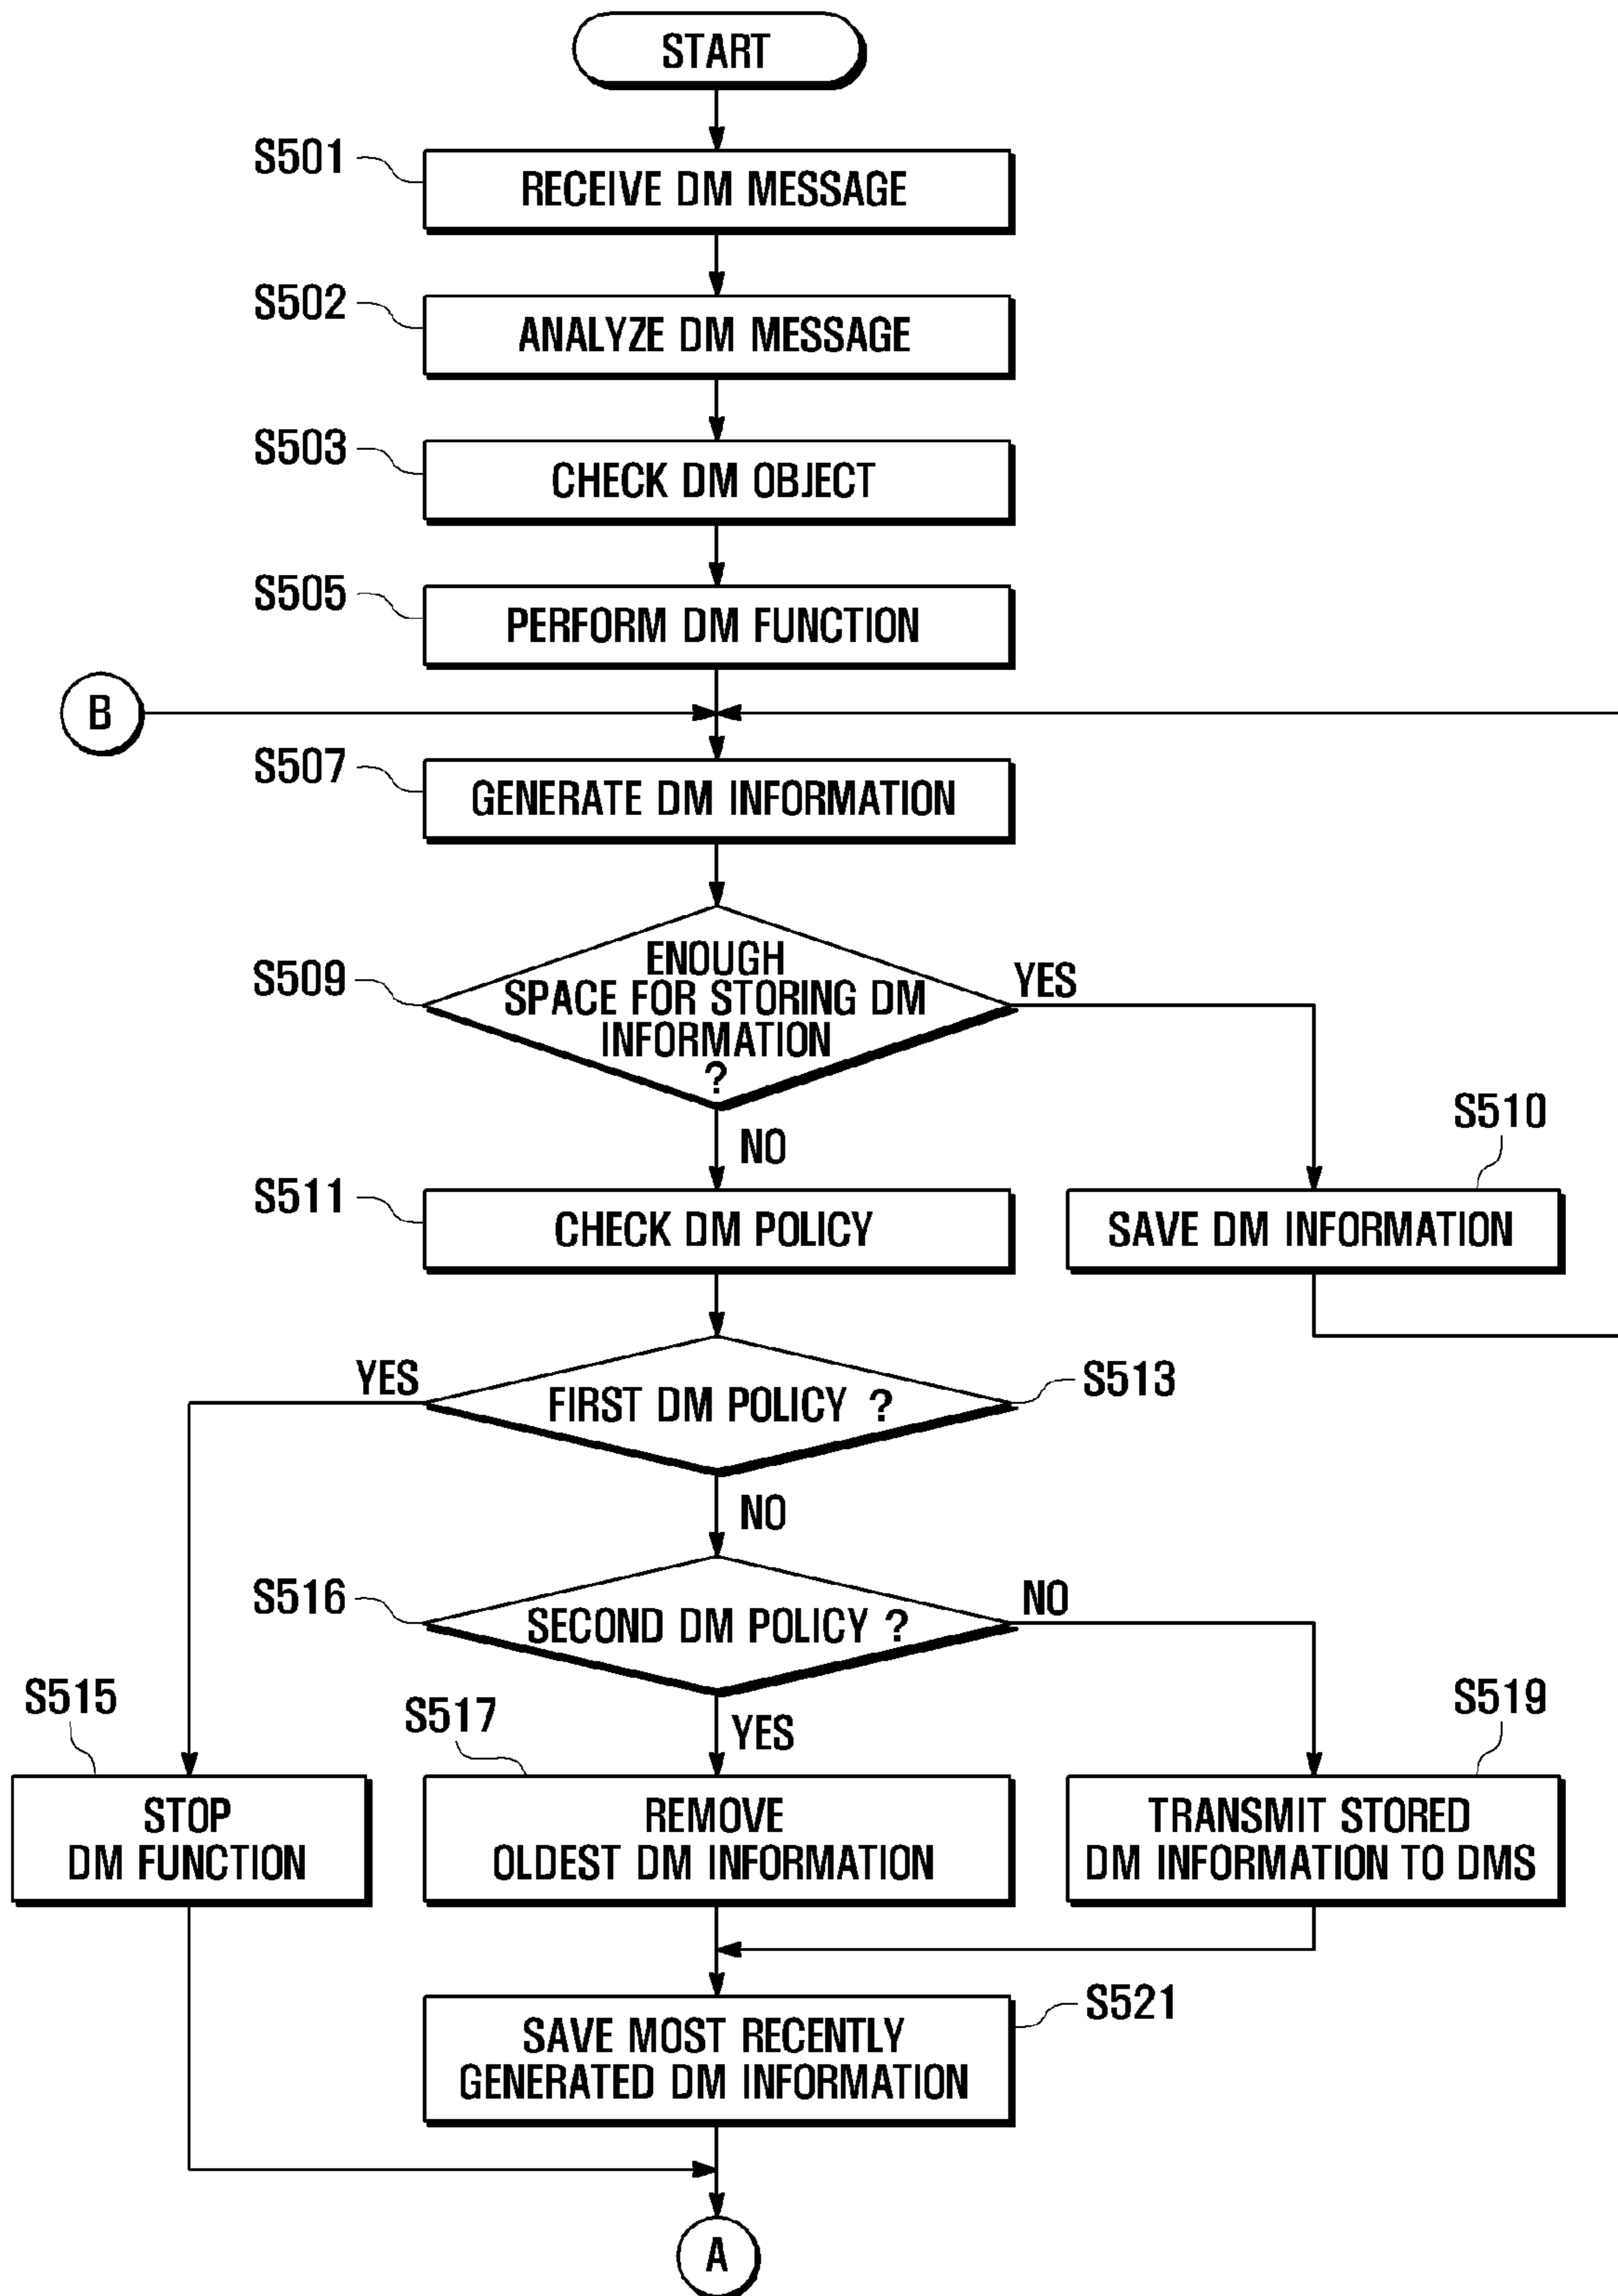 START
S501
RECEIVE DM MESSAGE
S502
ANALYZE DM MESSAGE
S503
CHECK DM OBJECT
S505
PERFORM DM FUNCTION
B
S507
GENERATE DM INFORMATION
S509
ENOUGH
SPACE FOR STORING DM
INFORMATION
?
YES
NO
S510
SAVE DM INFORMATION
S511
CHECK DM POLICY
YES
FIRST DM POLICY ?
S513
NO
S516
SECOND DM POLICY ?
NO
YES
S515
STOP
DM FUNCTION
S517
REMOVE
OLDEST DM INFORMATION
S519
TRANSMIT STORED
DM INFORMATION TO DMS
SAVE MOST RECENTLY
GENERATED DM INFORMATION
S521
A